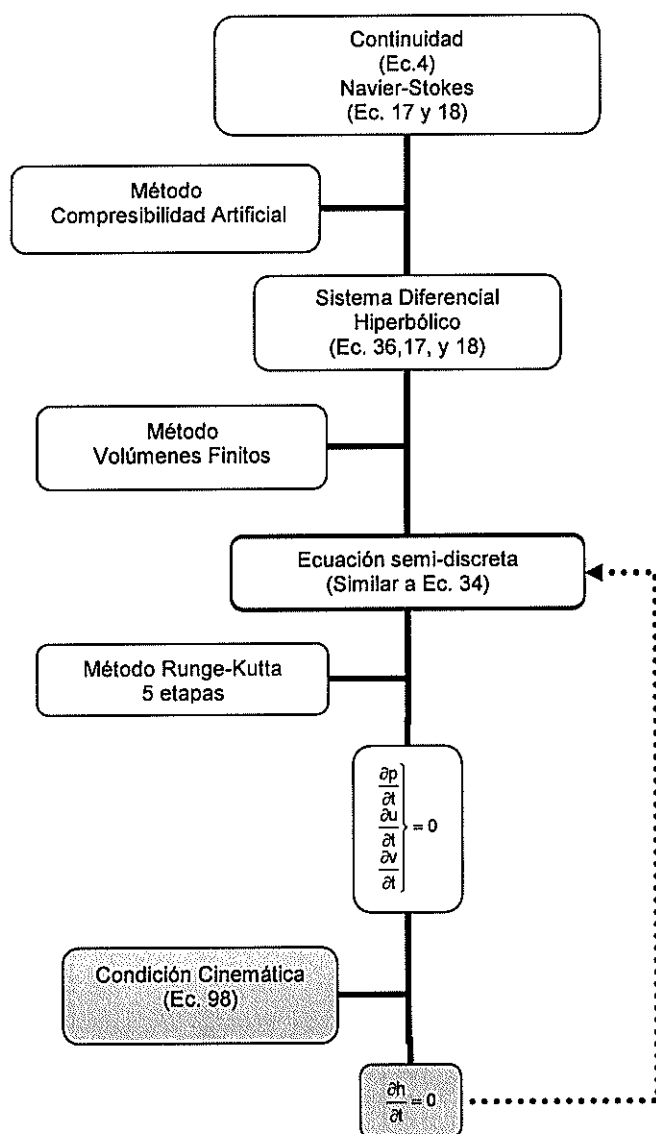 Continuidad
(Ec.4)
Navier-Stokes
(Ec. 17 y 18)
Método
Compresibilidad Artificial
Sistema Diferencial
Hiperbólico
(Ec. 36,17, y 18)
Método
Volúmenes Finitos
Ecuación semi-discreta
(Similar a Ec. 34)
Método Runge-Kutta
5 etapas
∂p/∂t
∂u/∂t } = 0
∂v/∂t
Condición Cinemática
(Ec. 98)
∂h/∂t = 0